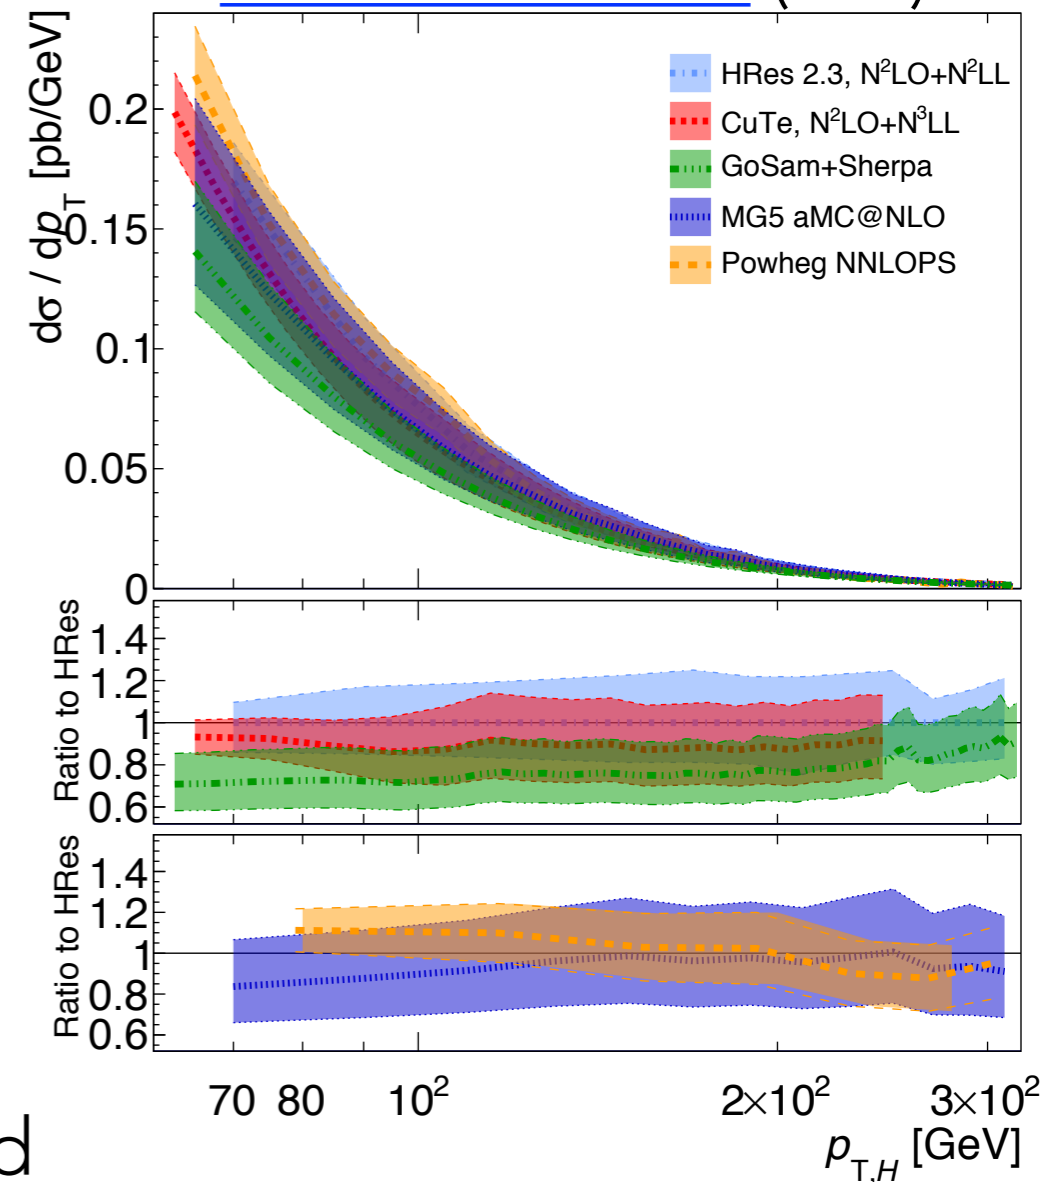 dσ / dpT [pb/GeV]
0.2
0.15
0.1
0.05
0
HRes 2.3, N²LO+N²LL
CuTe, N²LO+N³LL
GoSam+Sherpa
MG5 aMC@NLO
Powheg NNLOPS
Ratio to HRes
1.4
1.2
1
0.8
0.6
Ratio to HRes
1.4
1.2
1
0.8
0.6
70 80 10² 2×10² 3×10²
pT,H [GeV]
d